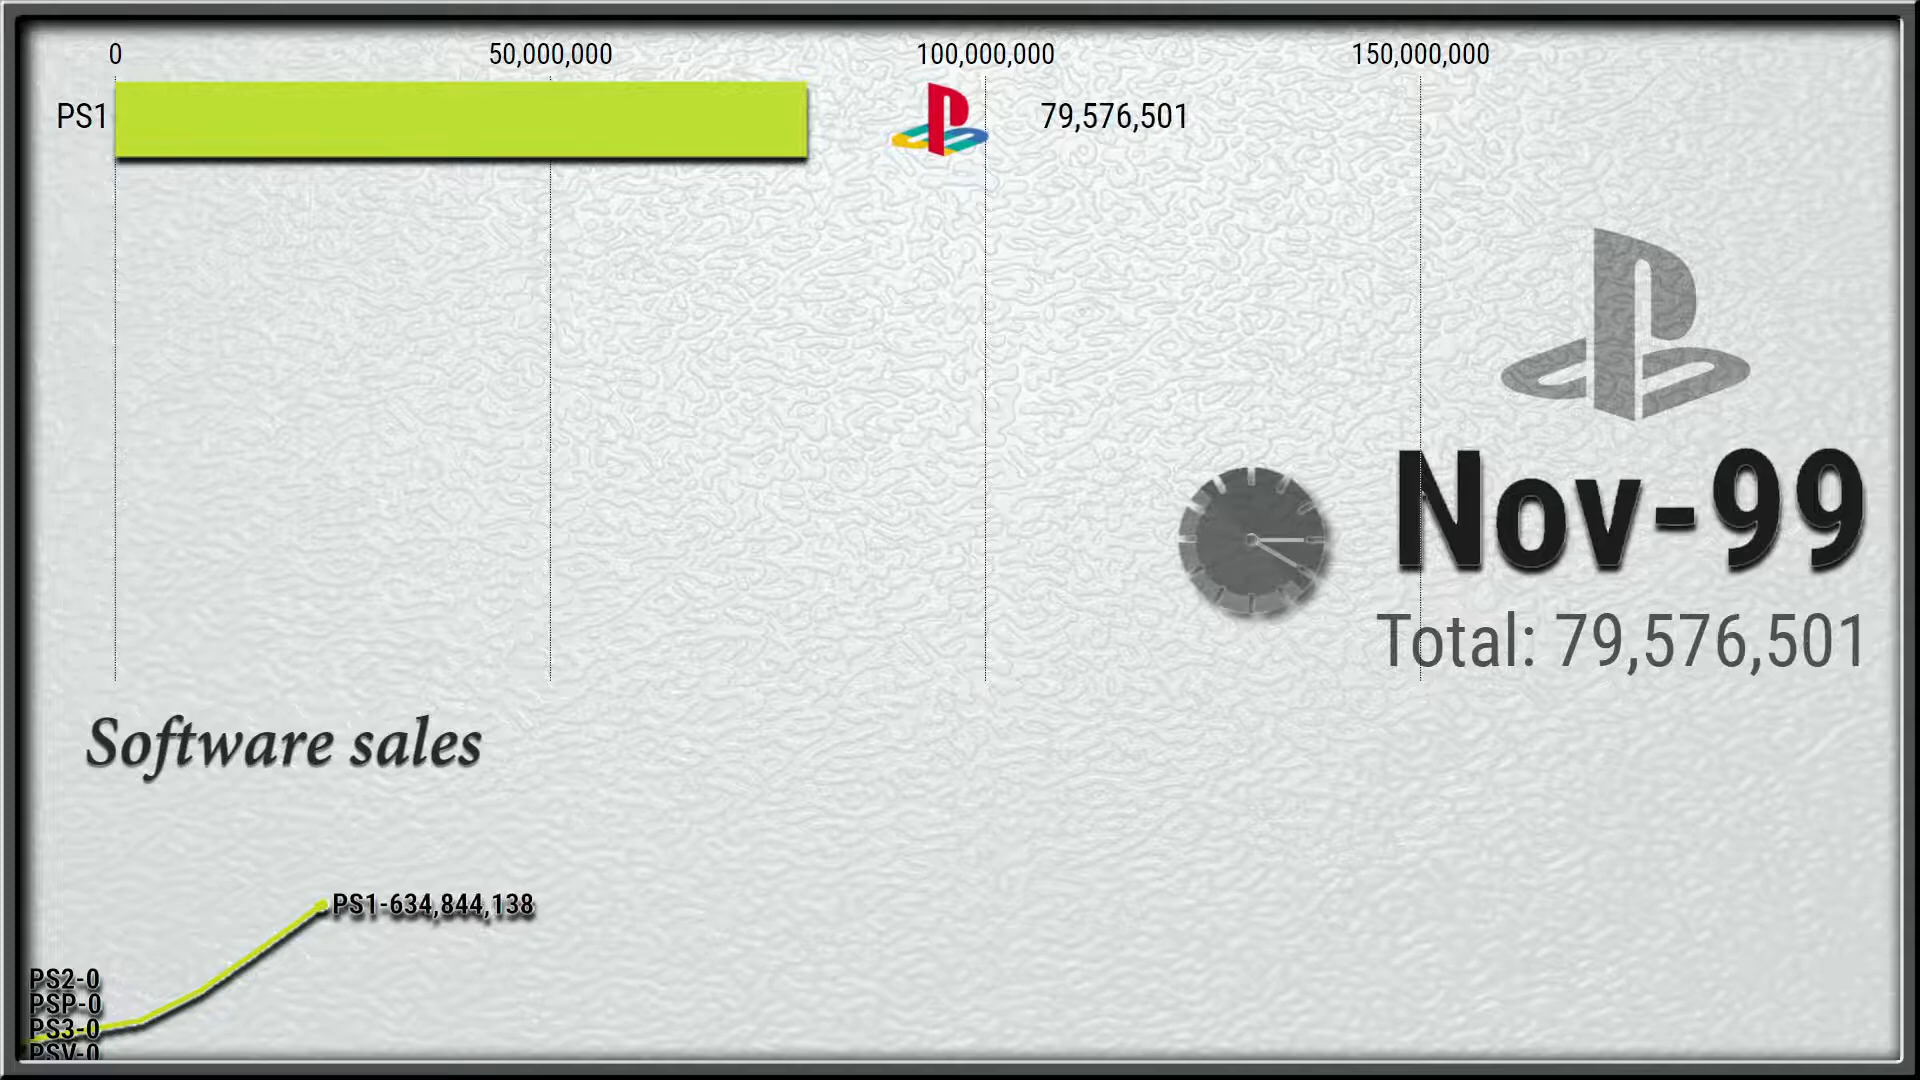 0 50,000,000 100,000,000 150,000,000
PS1 79,576,501
Nov-99
Total: 79,576,501
Software sales
PS1-634,844,138
PS2-0
PSP-0
PS3-0
PSV-0